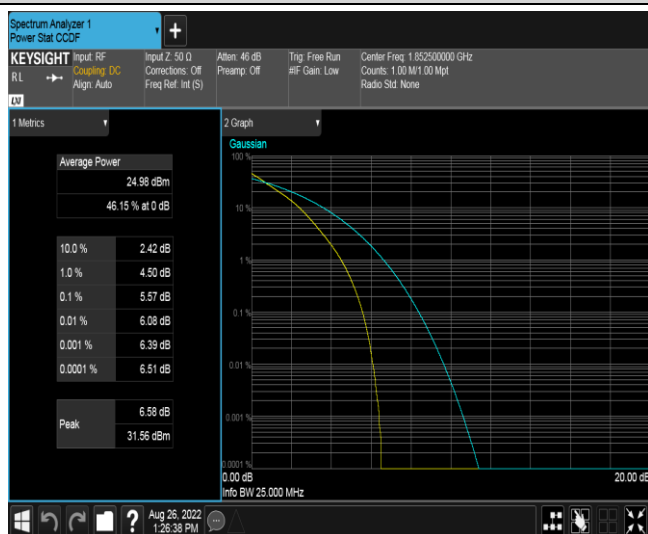 Spectrum Analyzer 1
Power Stat CCDF
+
KEYSIGHT
RL
LXI
Input: RF
Coupling: DC
Align: Auto
Input Z: 50 Ω
Corrections: Off
Freq Ref: Int (S)
Atten: 46 dB
Preamp: Off
Trig: Free Run
#IF Gain: Low
Center Freq: 1.852500000 GHz
Counts: 1.00 M/1.00 Mpt
Radio Std: None
1 Metrics
Average Power
24.98 dBm
46.15 % at 0 dB
10.0 % 2.42 dB
1.0 % 4.50 dB
0.1 % 5.57 dB
0.01 % 6.08 dB
0.001 % 6.39 dB
0.0001 % 6.51 dB
Peak
6.58 dB
31.56 dBm
2 Graph
Gaussian
100 %
10 %
1 %
0.1 %
0.01 %
0.001 %
0.0001 %
0.00 dB 20.00 dB
Info BW 25.000 MHz
?
Aug 26, 2022
1:26:38 PM